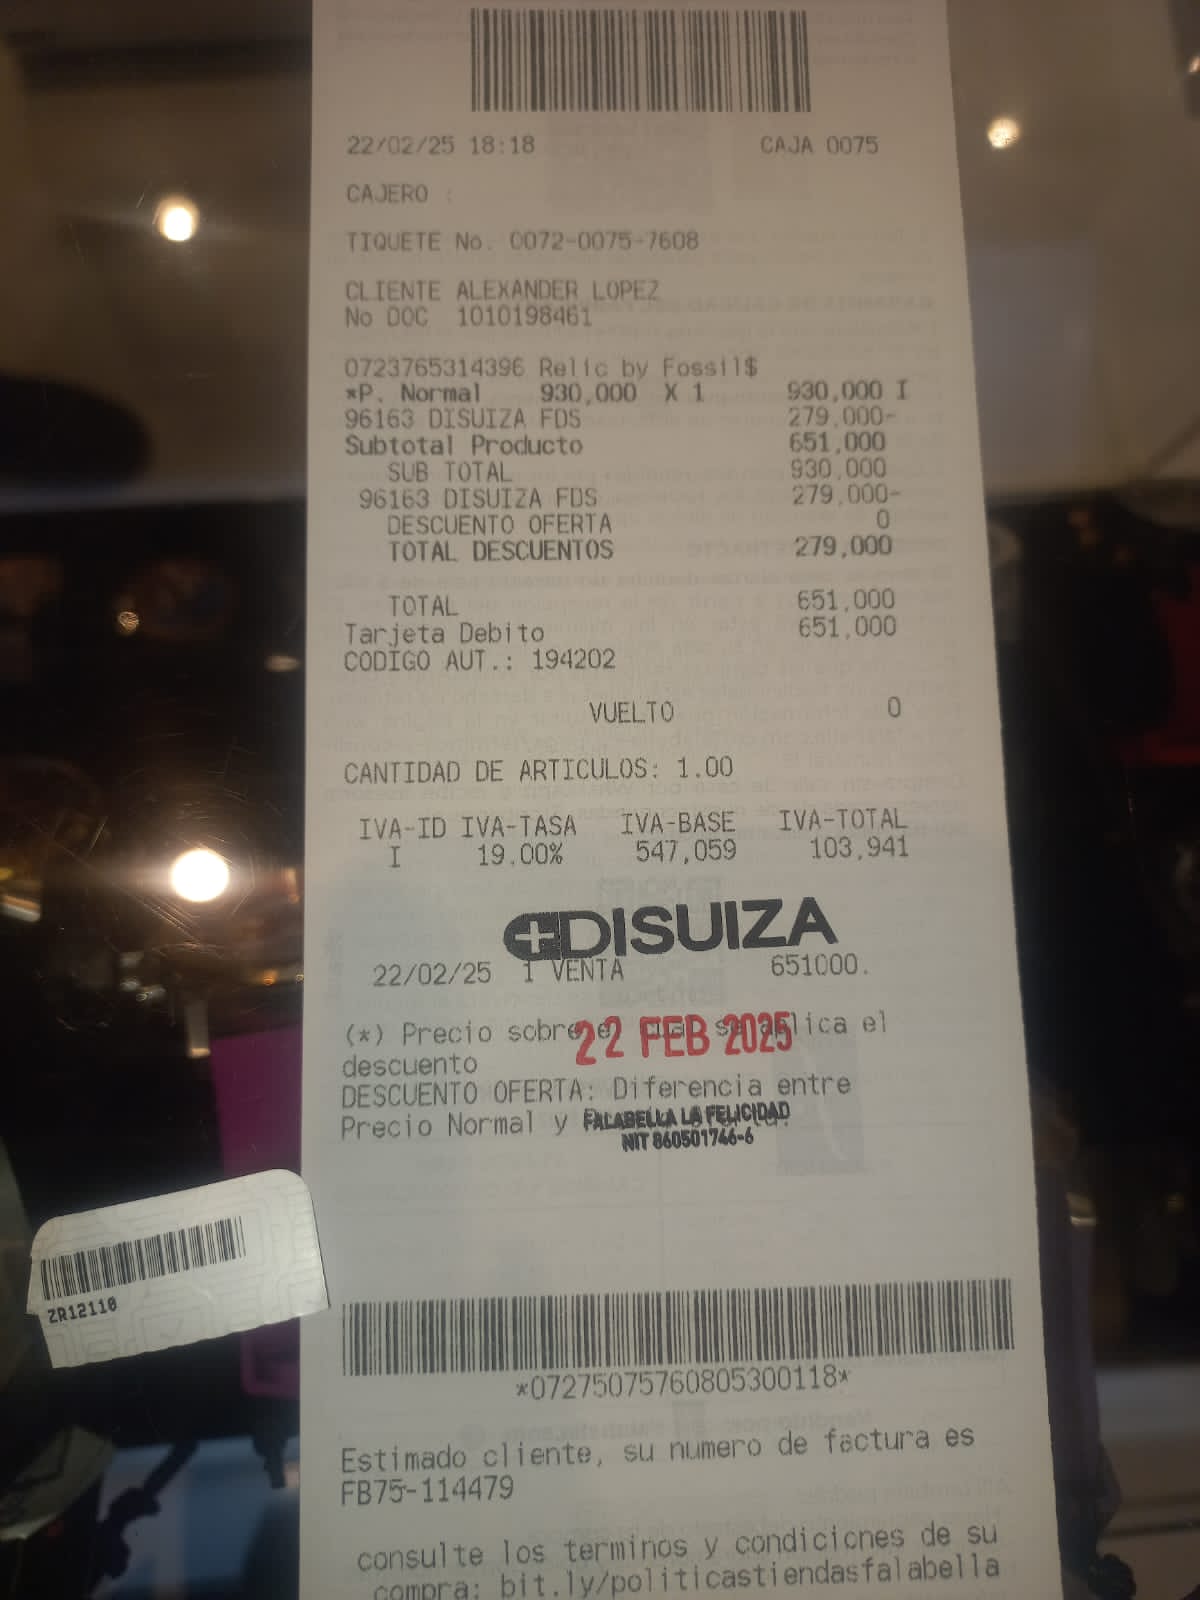 22/02/25 18:18 CAJA 0075
CAJERO :
TIQUETE No. 0072-0075-7608
CLIENTE ALEXANDER LOPEZ
No DOC 1010198461
0723765314396 Relic by Fossil$
*P. Normal 930,000 X 1 930,000 I
96163 DISUIZA FDS 279,000-
Subtotal Producto 651,000
SUB TOTAL 930,000
96163 DISUIZA FDS 279,000-
DESCUENTO OFERTA 0
TOTAL DESCUENTOS 279,000
TOTAL 651,000
Tarjeta Debito 651,000
CODIGO AUT.: 194202
VUELTO 0
CANTIDAD DE ARTICULOS: 1.00
IVA-ID IVA-TASA IVA-BASE IVA-TOTAL
I 19.00% 547,059 103,941
DISUIZA
22/02/25 1 VENTA 651000.
(*) Precio sobre el cual se aplica el
22 FEB 2025
descuento
DESCUENTO OFERTA: Diferencia entre
Precio Normal y
FALABELLA LA FELICIDAD
NIT 860501746-6
ZR12110
*07275075760805300118*
Estimado cliente, su numero de factura es
FB75-114479
consulte los terminos y condiciones de su
compra: bit.ly/politicastiendasfalabella